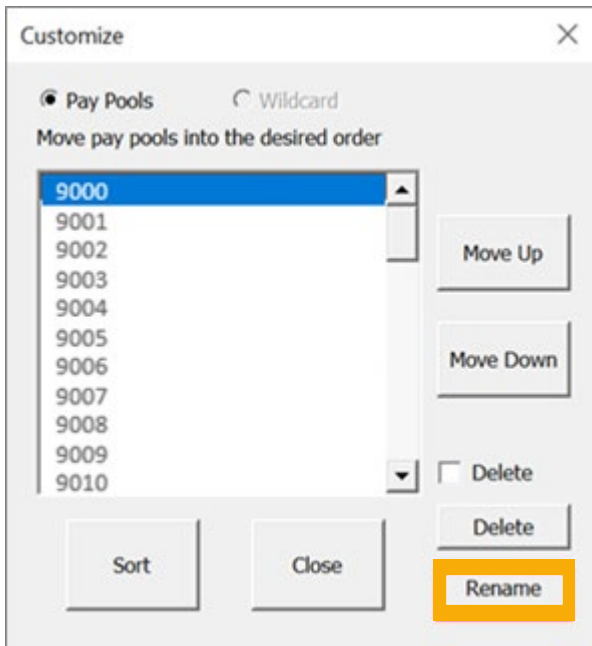 Customize
Pay Pools
Wildcard
Move pay pools into the desired order
9000
9001
9002
9003
9004
9005
9006
9007
9008
9009
9010
Move Up
Move Down
Delete
Delete
Sort
Close
Rename